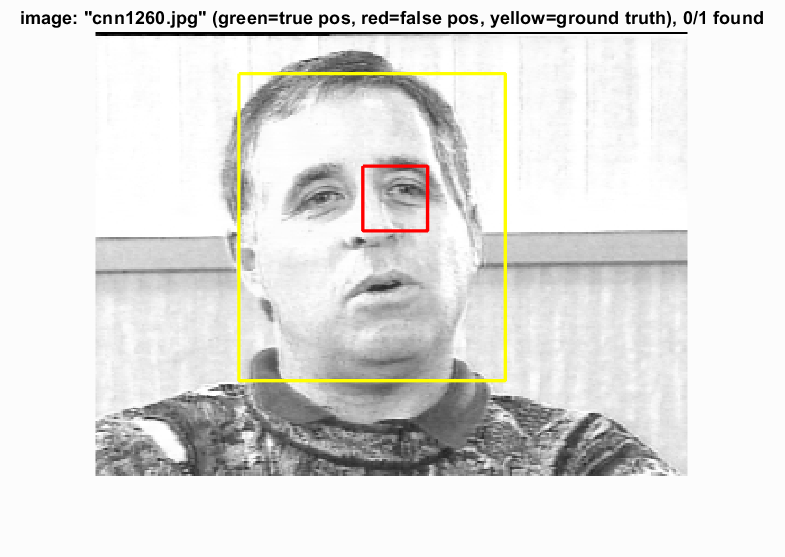 image: "cnn1260.jpg" (green=true pos, red=false pos, yellow=ground truth), 0/1 found